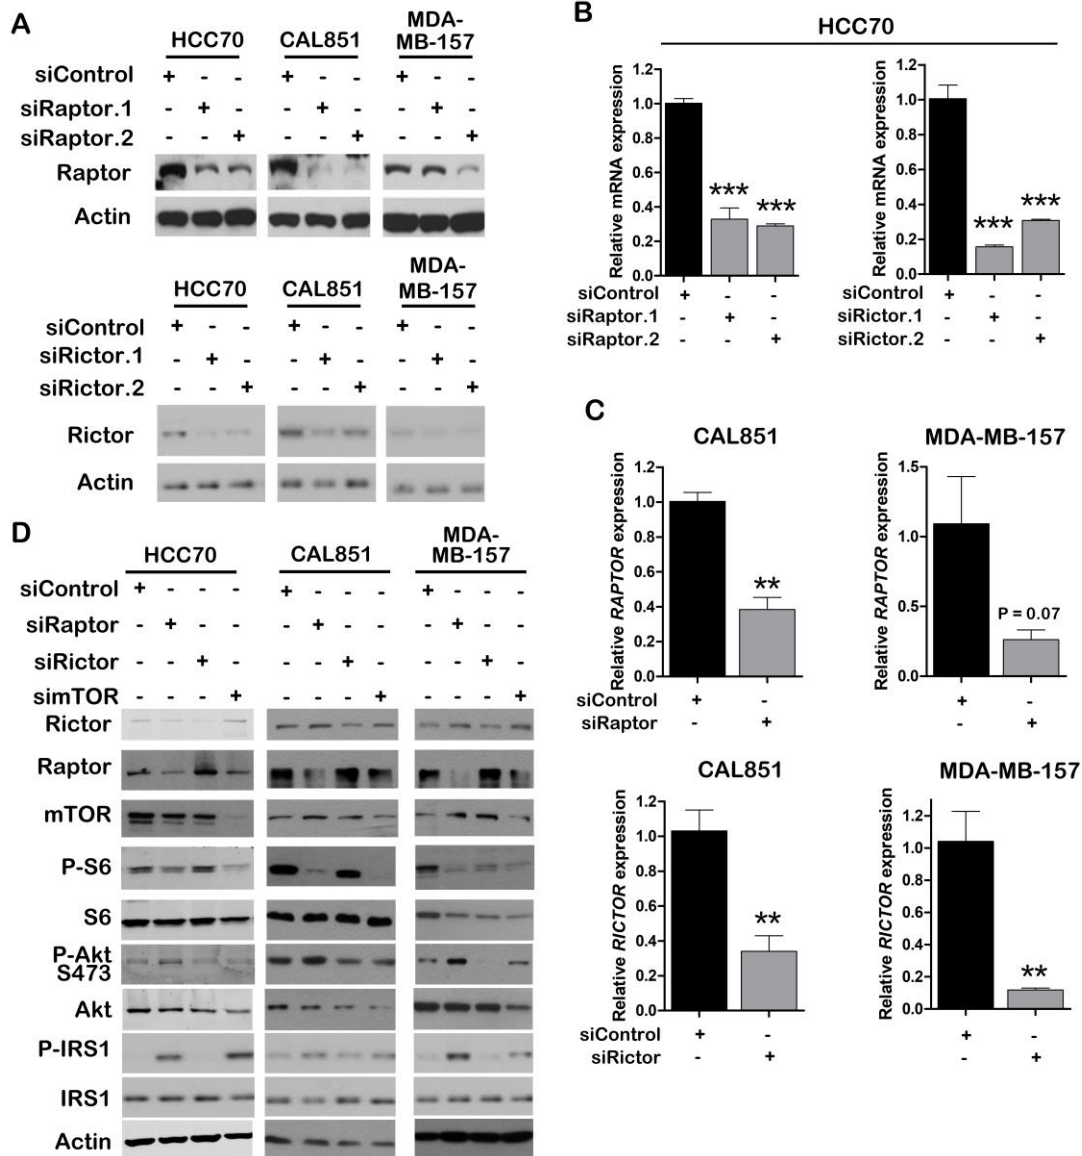 A
HCC70 CAL851 MDA-
MB-157
siControl + - - + - - + - -
siRaptor.1 - + - - + - - + -
siRaptor.2 - - + - - + - - +
Raptor
Actin
HCC70 CAL851 MDA-
MB-157
siControl + - - + - - + - -
siRictor.1 - + - - + - - + -
siRictor.2 - - + - - + - - +
Rictor
Actin
B
HCC70
Relative mRNA expression
1.2
1.0
0.8
0.6
0.4
0.2
0.0
*** ***
siControl + - -
siRaptor.1 - + -
siRaptor.2 - - +
Relative mRNA expression
1.2
1.0
0.8
0.6
0.4
0.2
0.0
*** ***
siControl + - -
siRictor.1 - + -
siRictor.2 - - +
C
CAL851
Relative RAPTOR expression
1.2
1.0
0.8
0.6
0.4
0.2
0.0
**
siControl + -
siRaptor - +
MDA-MB-157
Relative RAPTOR expression
1.5
1.0
0.5
0.0
P = 0.07
+ -
- +
CAL851
Relative RICTOR expression
1.2
1.0
0.8
0.6
0.4
0.2
0.0
**
siControl + -
siRictor - +
MDA-MB-157
Relative RICTOR expression
1.2
1.0
0.8
0.6
0.4
0.2
0.0
**
+ -
- +
D
HCC70 CAL851 MDA-
MB-157
siControl + - - - + - - - + - - -
siRaptor - + - - - + - - - + - -
siRictor - - + - - - + - - - + -
simTOR - - - + - - - + - - - +
Rictor
Raptor
mTOR
P-S6
S6
P-Akt
S473
Akt
P-IRS1
IRS1
Actin